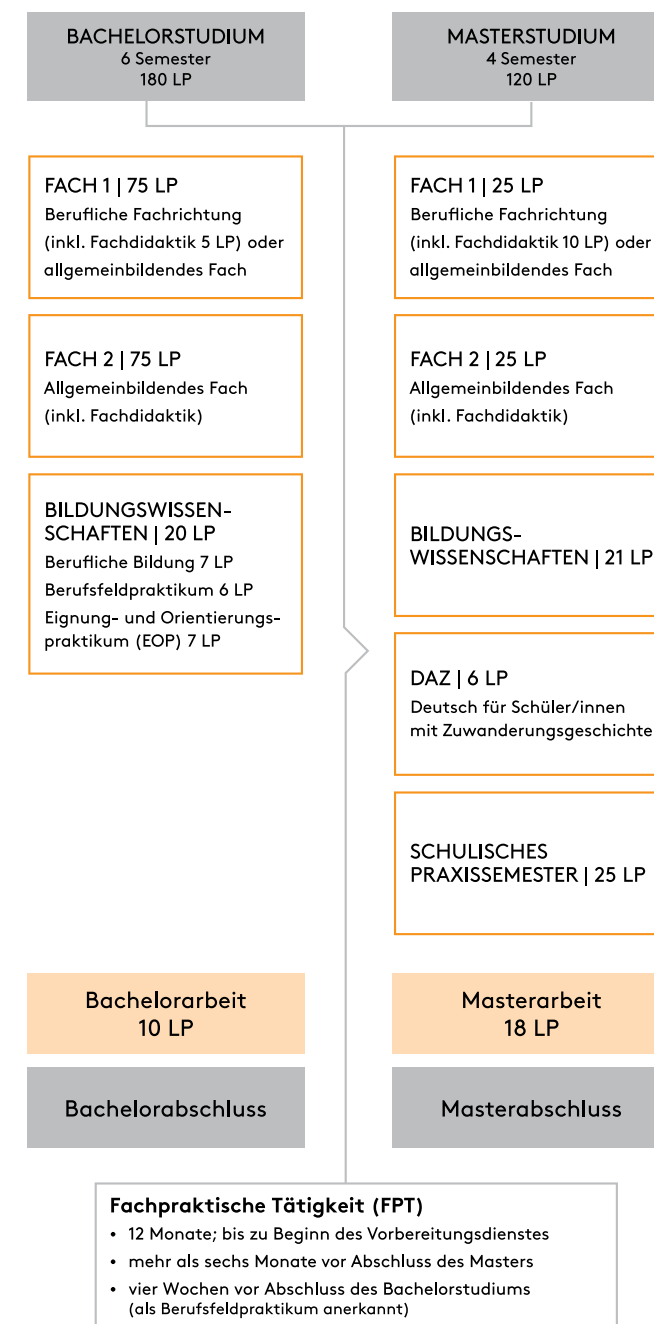 BACHELORSTUDIUM
6 Semester
180 LP
FACH 1 | 75 LP
Berufliche Fachrichtung
(inkl. Fachdidaktik 5 LP) oder
allgemeinbildendes Fach
FACH 2 | 75 LP
Allgemeinbildendes Fach
(inkl. Fachdidaktik)
BILDUNGSWISSEN-
SCHAFTEN | 20 LP
Berufliche Bildung 7 LP
Berufsfeldpraktikum 6 LP
Eignung- und Orientierungs-
praktikum (EOP) 7 LP
Bachelorarbeit
10 LP
Bachelorabschluss
MASTERSTUDIUM
4 Semester
120 LP
FACH 1 | 25 LP
Berufliche Fachrichtung
(inkl. Fachdidaktik 10 LP) oder
allgemeinbildendes Fach
FACH 2 | 25 LP
Allgemeinbildendes Fach
(inkl. Fachdidaktik)
BILDUNGS-
WISSENSCHAFTEN | 21 LP
DAZ | 6 LP
Deutsch für Schüler/innen
mit Zuwanderungsgeschichte
SCHULISCHES
PRAXISSEMESTER | 25 LP
Masterarbeit
18 LP
Masterabschluss
Fachpraktische Tätigkeit (FPT)
• 12 Monate; bis zu Beginn des Vorbereitungsdienstes
• mehr als sechs Monate vor Abschluss des Masters
• vier Wochen vor Abschluss des Bachelorstudiums
(als Berufsfeldpraktikum anerkannt)